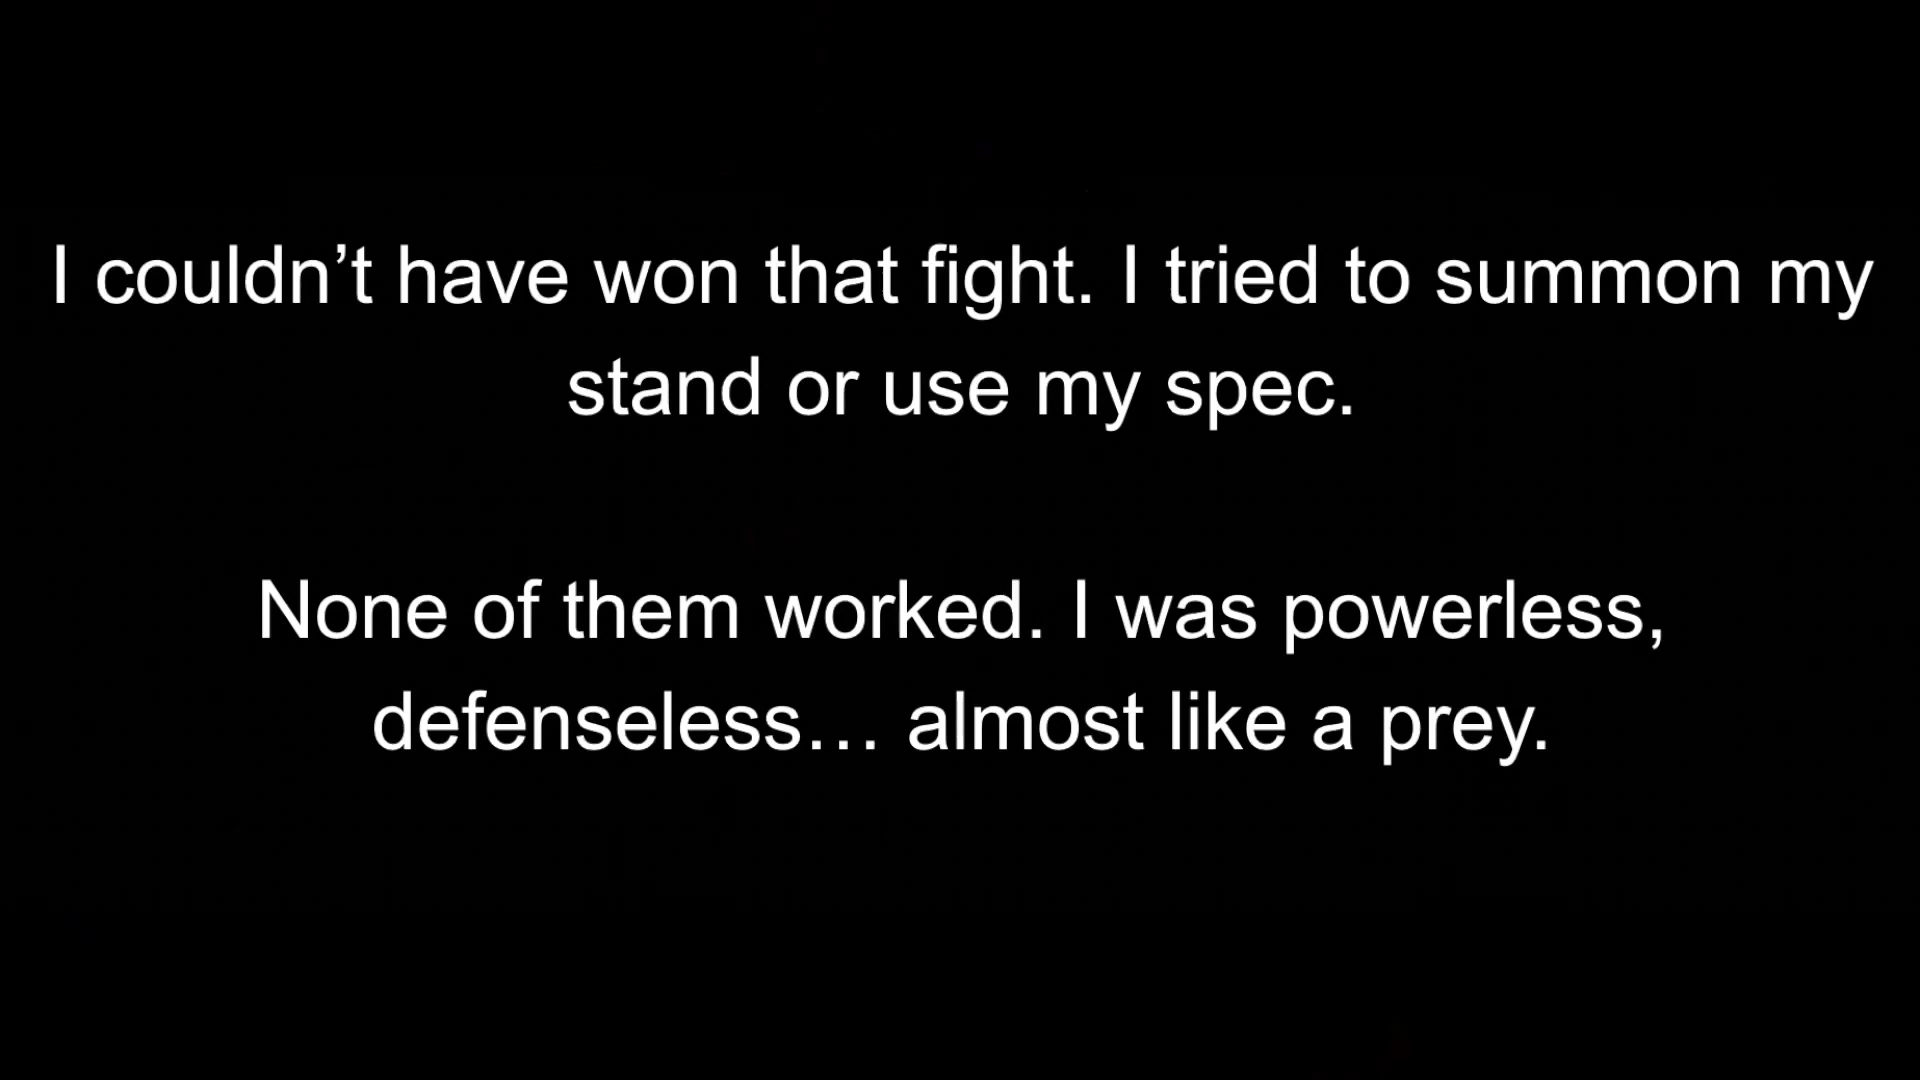 I couldn’t have won that fight. I tried to summon my
stand or use my spec.
None of them worked. I was powerless,
defenseless… almost like a prey.